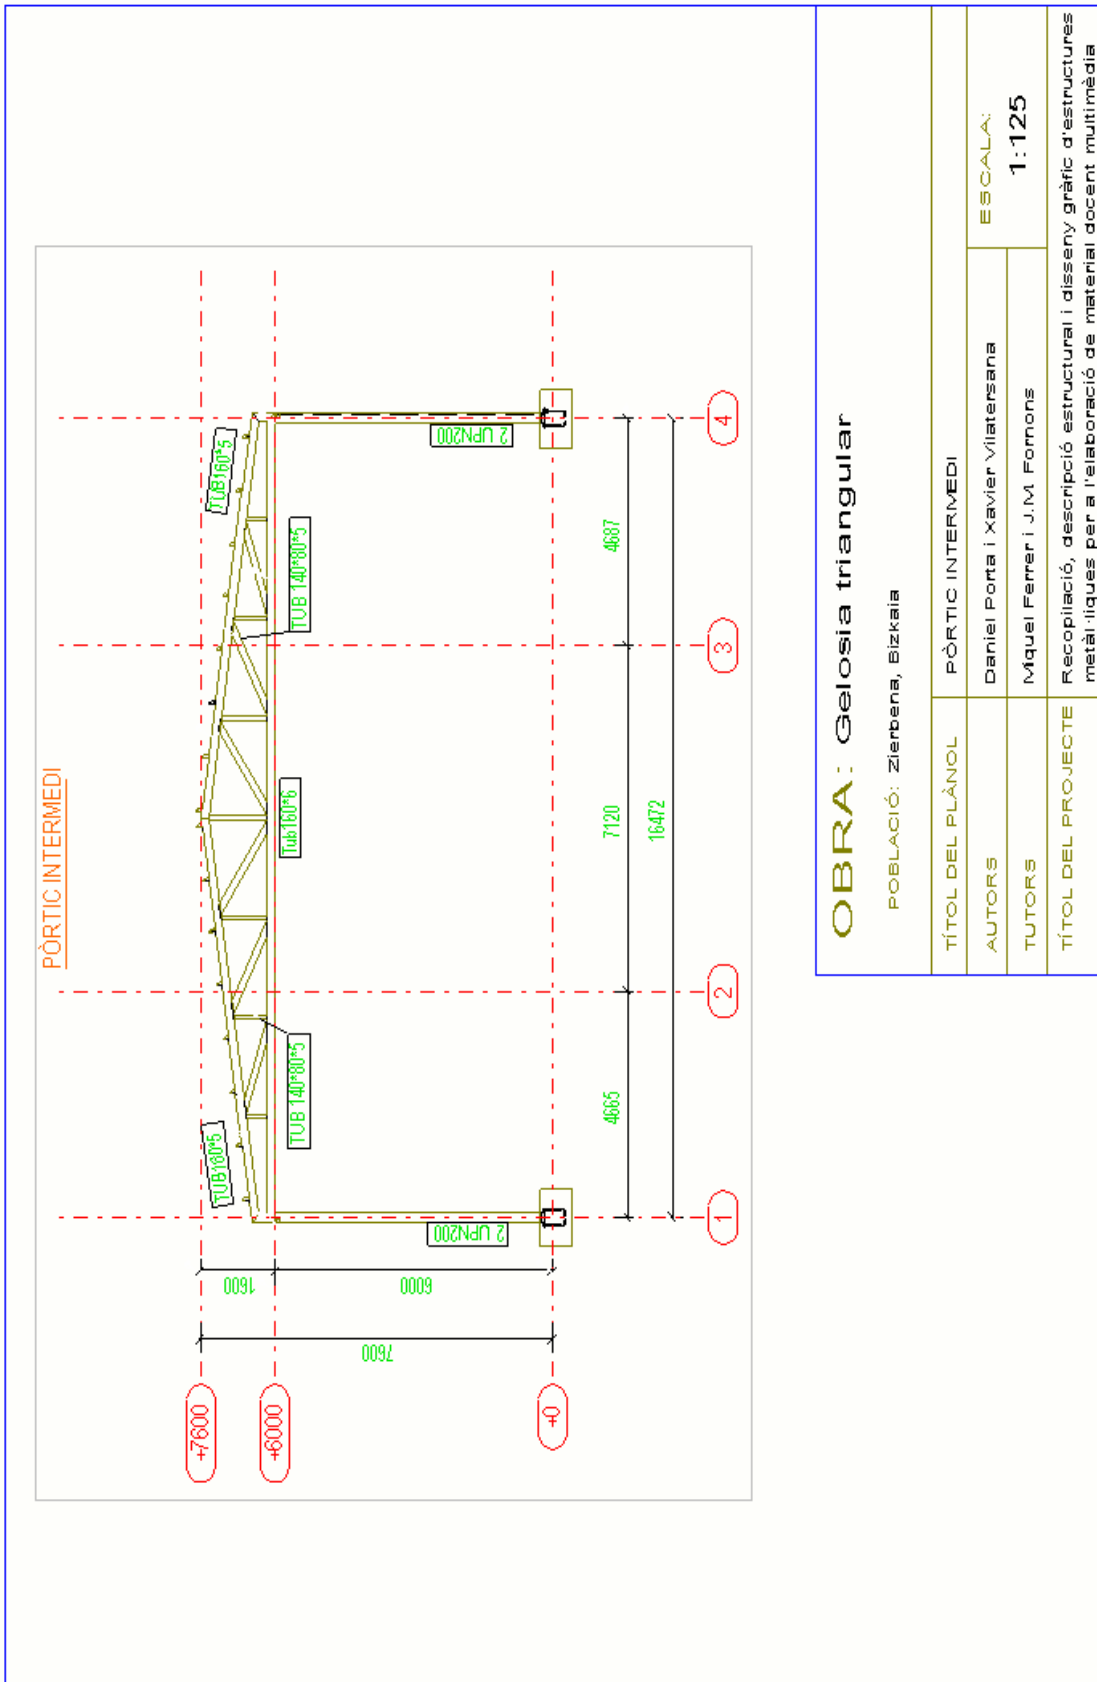 PÒRTIC INTERMEDI
+7600
+6000
+0
7600
1600
6000
TUB160*5
TUB160*5
TUB 140*80*5
TUB 140*80*5
Tub160*6
2 UPN200
2 UPN200
4665
7120
4687
16472
1
2
3
4
OBRA: Gelosia triangular
POBLACIÓ: Zierbena, Bizkaia
TÍTOL DEL PLÀNOL
PÒRTIC INTERMEDI
AUTORS
Daniel Porta i Xavier Vilatersana
ESCALA:
1:125
TUTORS
Miquel Ferrer i J.M. Fornons
TÍTOL DEL PROJECTE
Recopilació, descripció estructural i disseny gràfic d'estructures
metàl·liques per a l'elaboració de material docent multimèdia